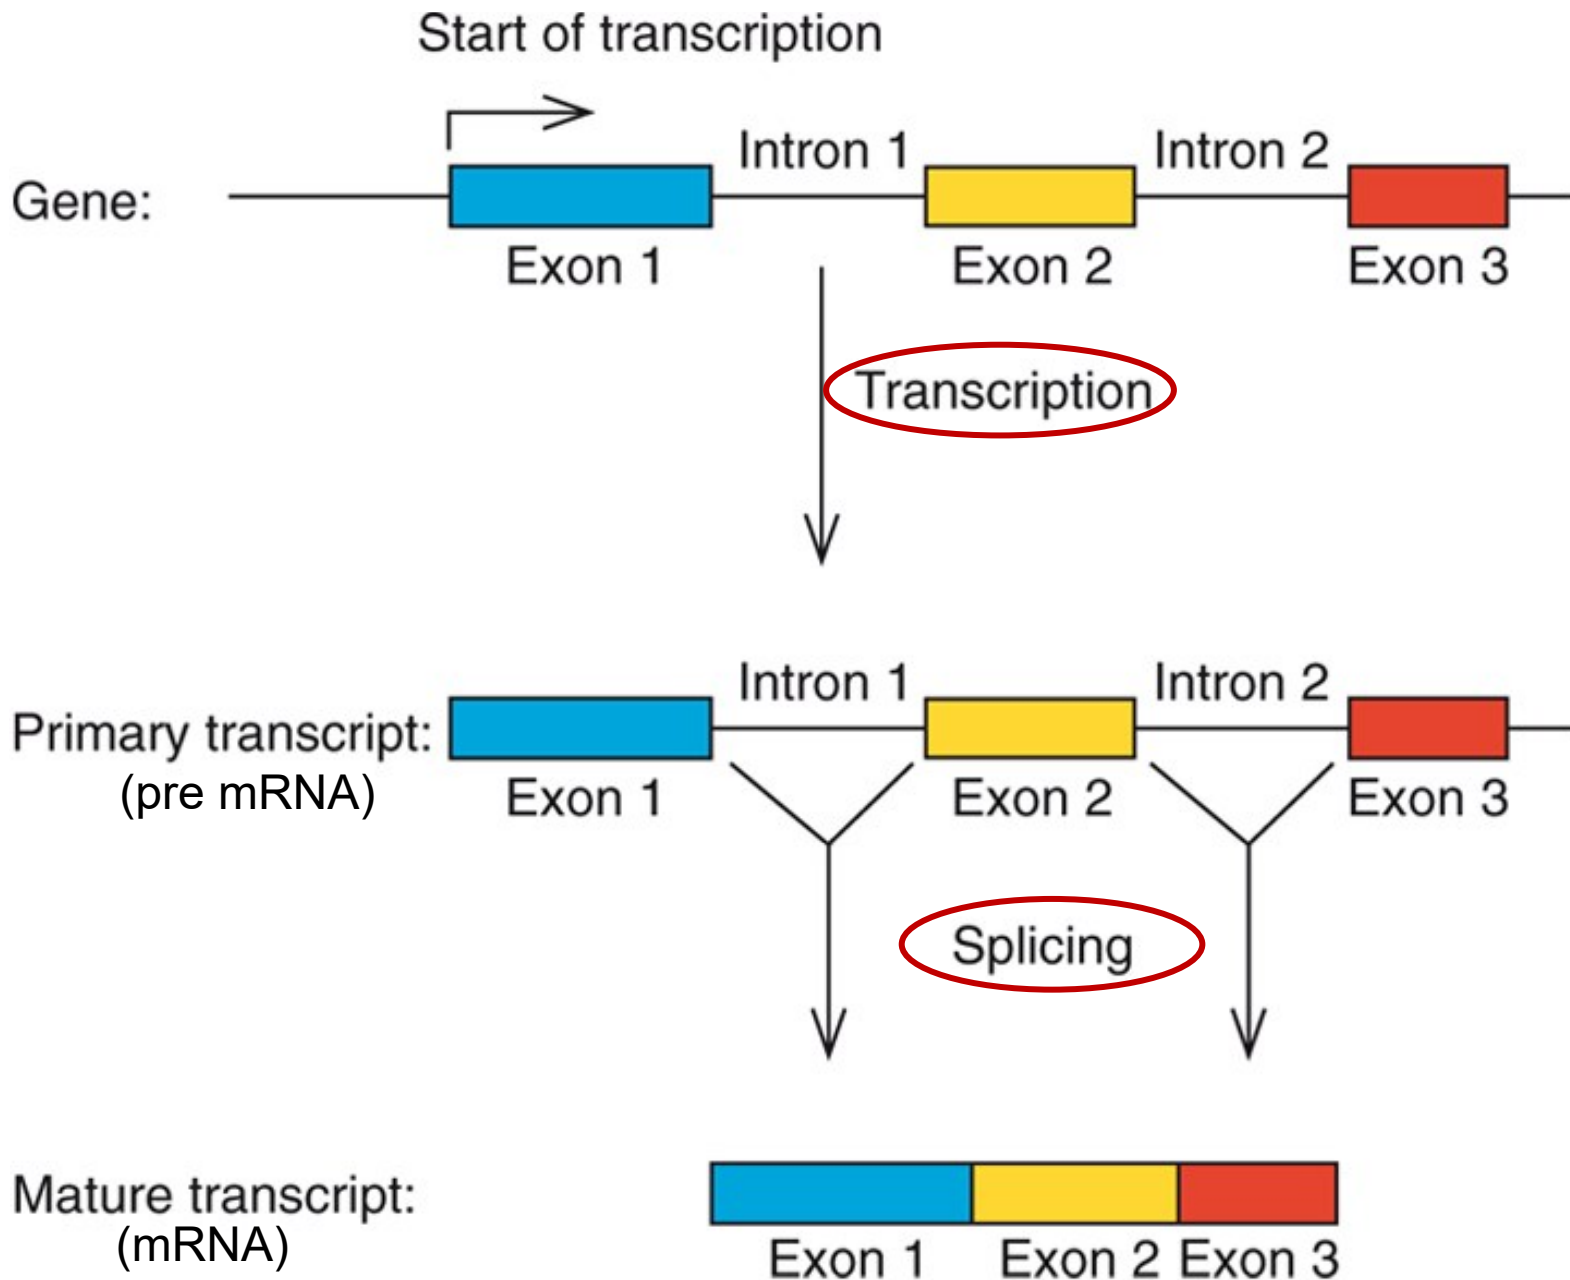 Start of transcription
Intron 1 Intron 2
Gene:
Exon 1 Exon 2 Exon 3
Transcription
Intron 1 Intron 2
Primary transcript:
(pre mRNA)
Exon 1 Exon 2 Exon 3
Splicing
Mature transcript:
(mRNA)
Exon 1 Exon 2 Exon 3